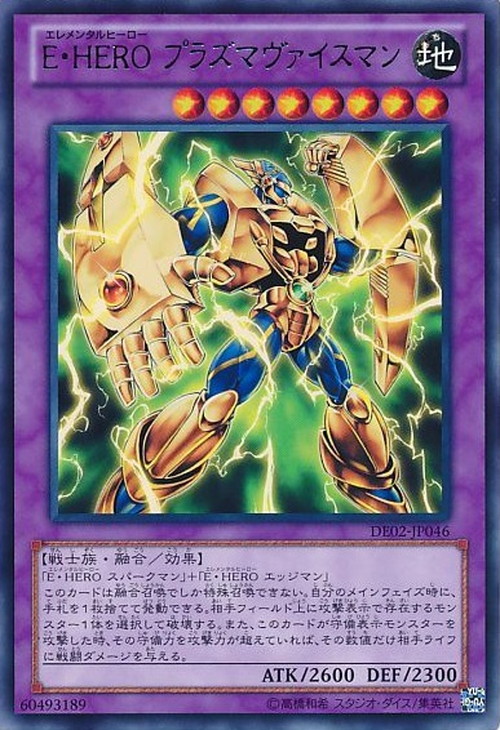 エレメンタルヒーロー
E・HERO プラズマヴァイスマン
地
DE02-JP046
【戦士族・融合／効果】
「E・HERO スパークマン」+「E・HERO エッジマン」
このカードは融合召喚でしか特殊召喚できない。自分のメインフェイズ時に、
手札を1枚捨てて発動できる。相手フィールド上に攻撃表示で存在するモン
スター1体を選択して破壊する。また、このカードが守備表示モンスターを
攻撃した時、その守備力を攻撃力が超えていれば、その数値だけ相手ライフ
に戦闘ダメージを与える。
ATK/2600 DEF/2300
60493189
©高橋和希 スタジオ・ダイス/集英社